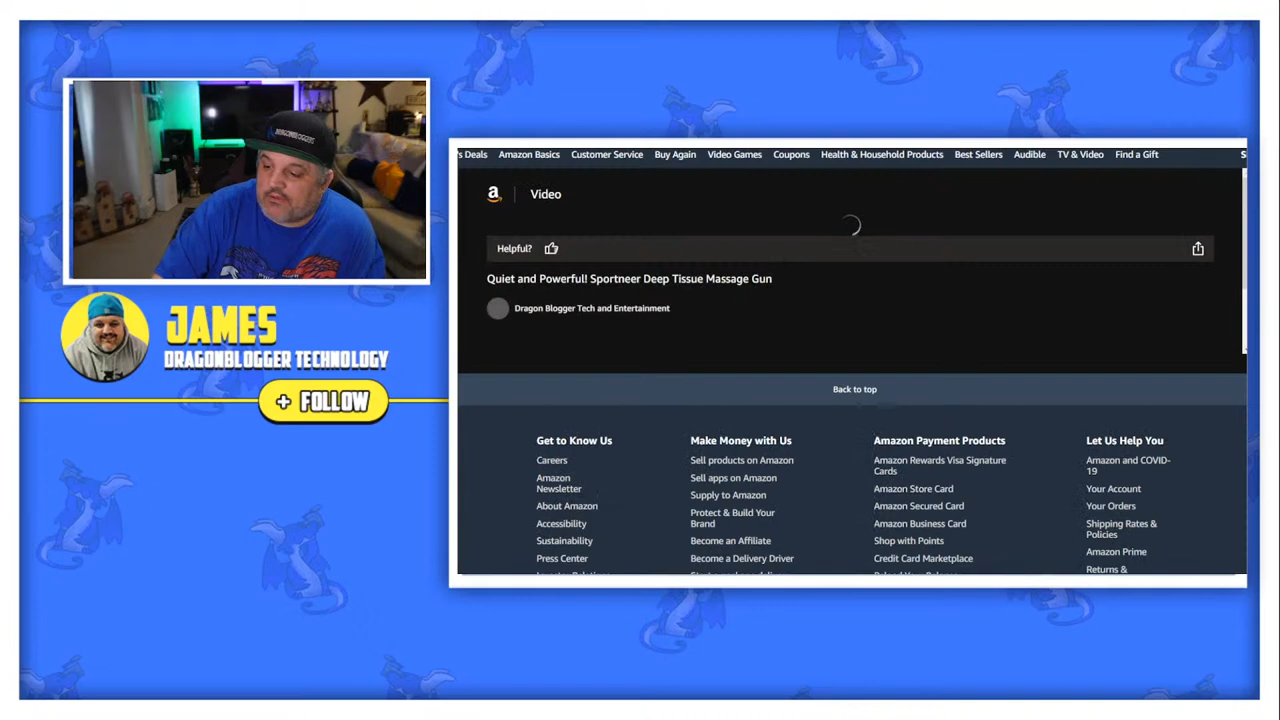 DRAGONBLOGGERS
JAMES
DRAGONBLOGGER TECHNOLOGY
+ FOLLOW
's Deals Amazon Basics Customer Service Buy Again Video Games Coupons Health & Household Products Best Sellers Audible TV & Video Find a Gift S
a Video
Helpful?
Quiet and Powerful! Sportneer Deep Tissue Massage Gun
Dragon Blogger Tech and Entertainment
Back to top
Get to Know Us
Careers
Amazon
Newsletter
About Amazon
Accessibility
Sustainability
Press Center
Make Money with Us
Sell products on Amazon
Sell apps on Amazon
Supply to Amazon
Protect & Build Your
Brand
Become an Affiliate
Become a Delivery Driver
Amazon Payment Products
Amazon Rewards Visa Signature
Cards
Amazon Store Card
Amazon Secured Card
Amazon Business Card
Shop with Points
Credit Card Marketplace
Let Us Help You
Amazon and COVID-
19
Your Account
Your Orders
Shipping Rates &
Policies
Amazon Prime
Returns &